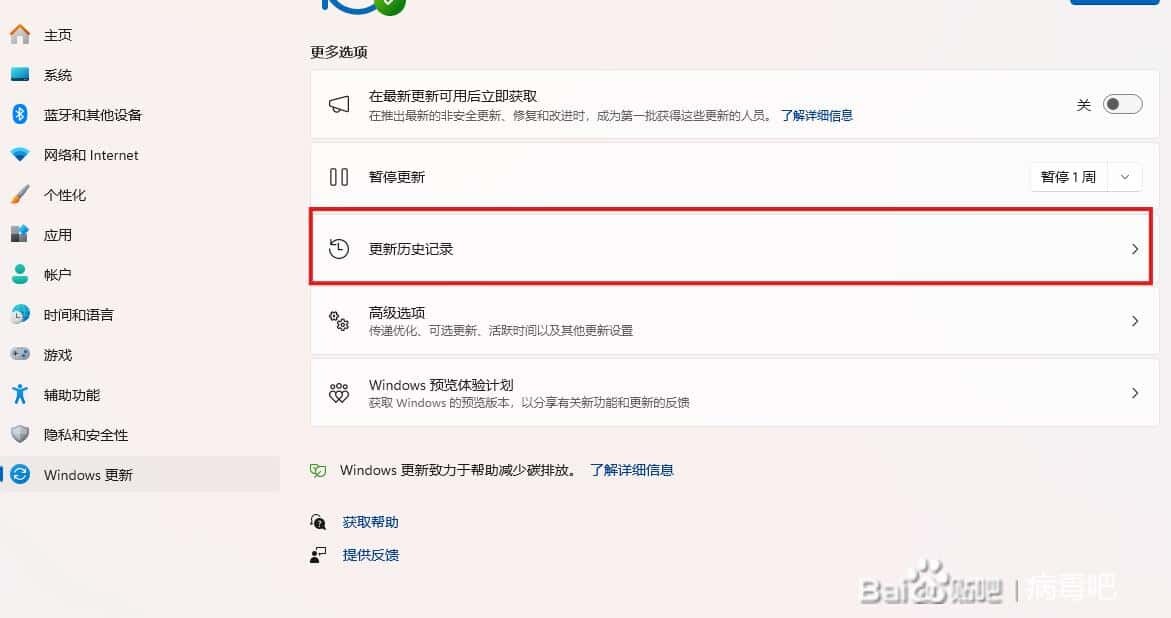 主页
系统
蓝牙和其他设备
网络和 Internet
个性化
应用
帐户
时间和语言
游戏
辅助功能
隐私和安全性
Windows 更新
更多选项
在最新更新可用后立即获取
在推出最新的非安全更新、修复和改进时，成为第一批获得这些更新的人员。 了解详细信息
关
暂停更新
暂停 1 周
更新历史记录
高级选项
传递优化、可选更新、活跃时间以及其他更新设置
Windows 预览体验计划
获取 Windows 的预览版本，以分享有关新功能和更新的反馈
Windows 更新致力于帮助减少碳排放。 了解详细信息
获取帮助
提供反馈
Bai贴吧 | 病毒吧